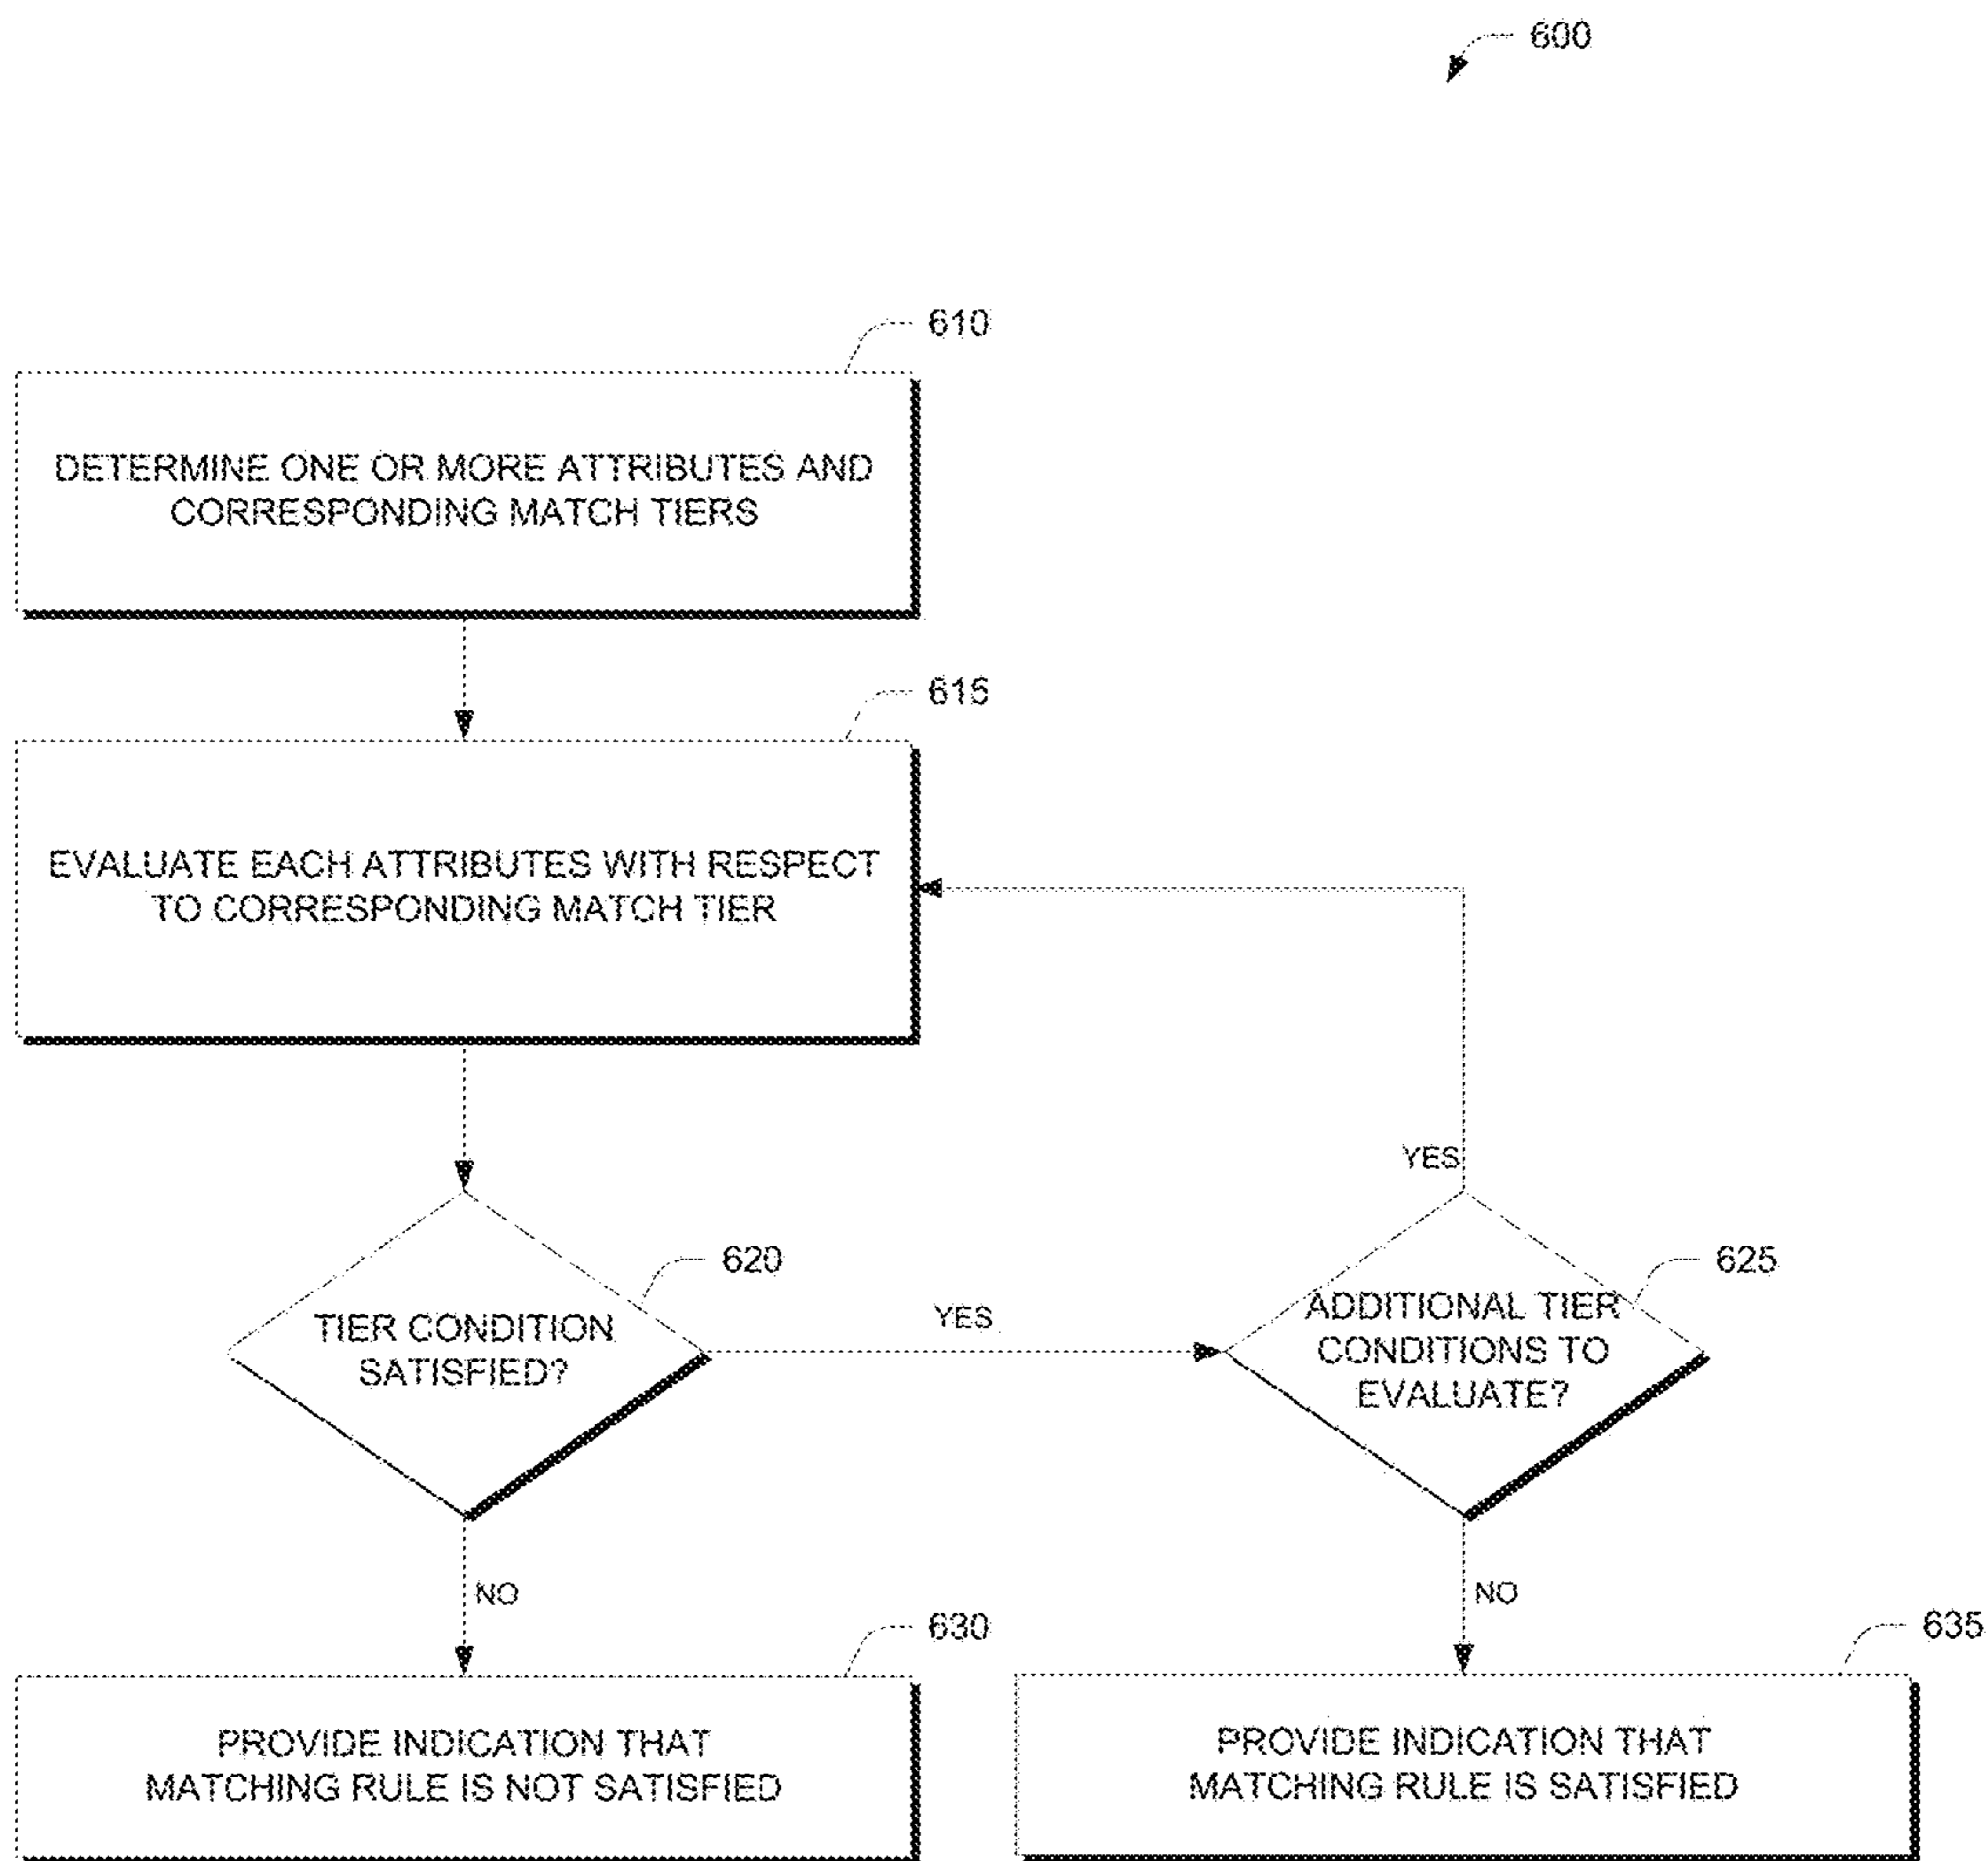 600
610
DETERMINE ONE OR MORE ATTRIBUTES AND
CORRESPONDING MATCH TIERS
615
EVALUATE EACH ATTRIBUTES WITH RESPECT
TO CORRESPONDING MATCH TIER
YES
620
TIER CONDITION
SATISFIED?
YES
625
ADDITIONAL TIER
CONDITIONS TO
EVALUATE?
NO
NO
630
PROVIDE INDICATION THAT
MATCHING RULE IS NOT SATISFIED
635
PROVIDE INDICATION THAT
MATCHING RULE IS SATISFIED